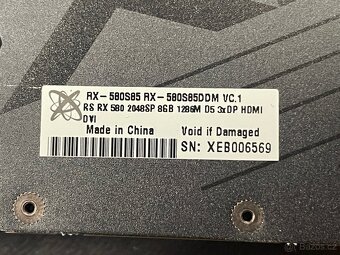 RX-580S85 RX-580S85DDM VC.1
RS RX 580 2048SP 8GB 1286M D5 3xDP HDMI
DVI
Made in China Void if Damaged
SN: XEB006569